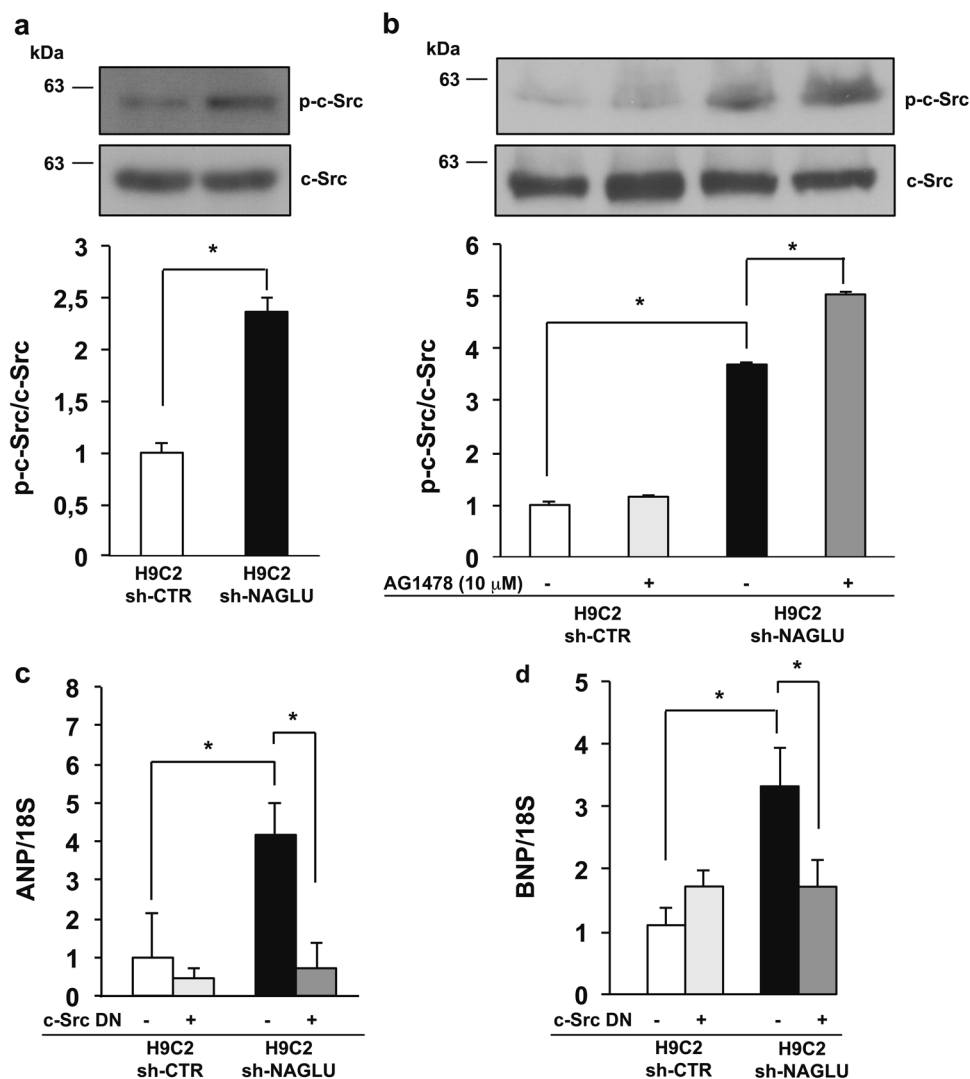 a
kDa
63
p-c-Src
63
c-Src
p-c-Src/c-Src
3
2,5
2
1,5
1
0,5
0
*
H9C2
sh-CTR
H9C2
sh-NAGLU
b
63
p-c-Src
63
c-Src
p-c-Src/c-Src
6
5
4
3
2
1
0
*
*
AG1478 (10 μM)
- + - +
H9C2
sh-CTR
H9C2
sh-NAGLU
c
ANP/18S
8
7
6
5
4
3
2
1
0
*
*
c-Src DN - + - +
H9C2
sh-CTR
H9C2
sh-NAGLU
d
BNP/18S
5
4
3
2
1
0
*
*
c-Src DN - + - +
H9C2
sh-CTR
H9C2
sh-NAGLU